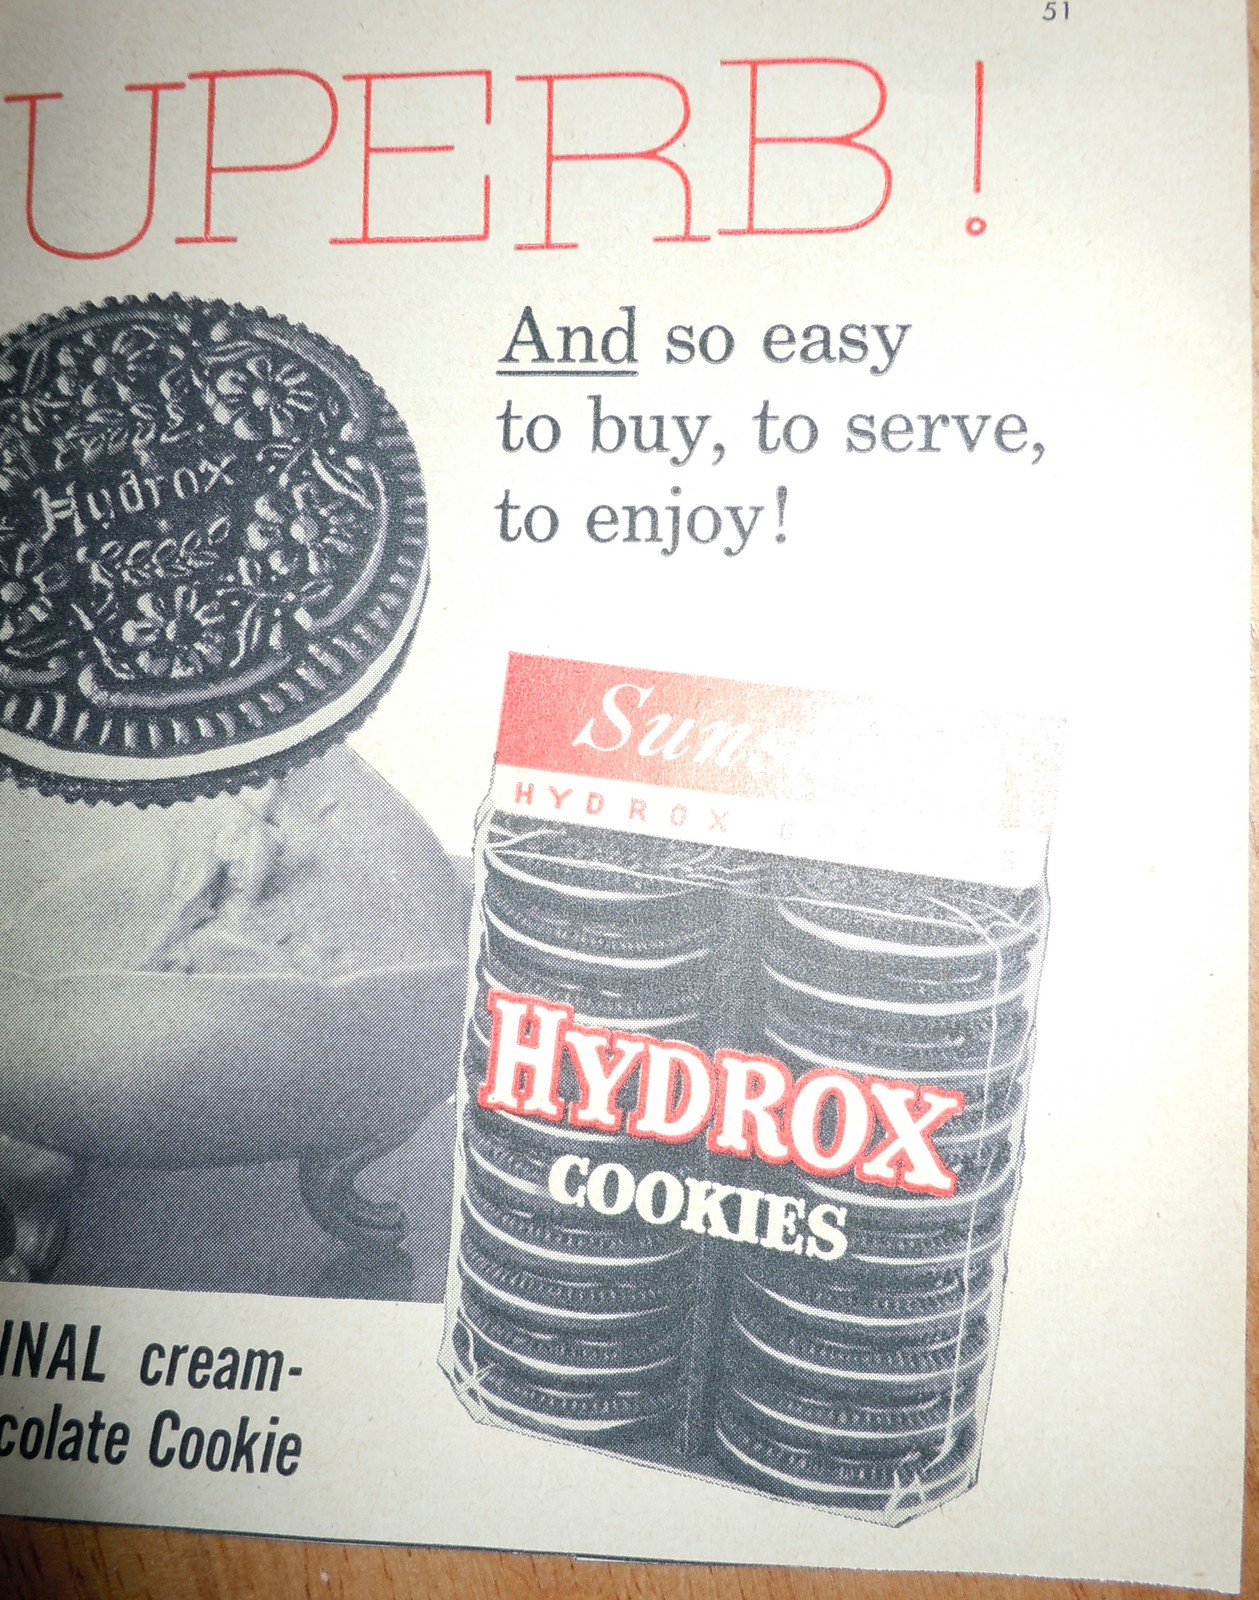 51
UPERB!
And so easy
to buy, to serve,
to enjoy!
Hydrox
HYDROX
HYDROX
COOKIES
INAL cream-
colate Cookie